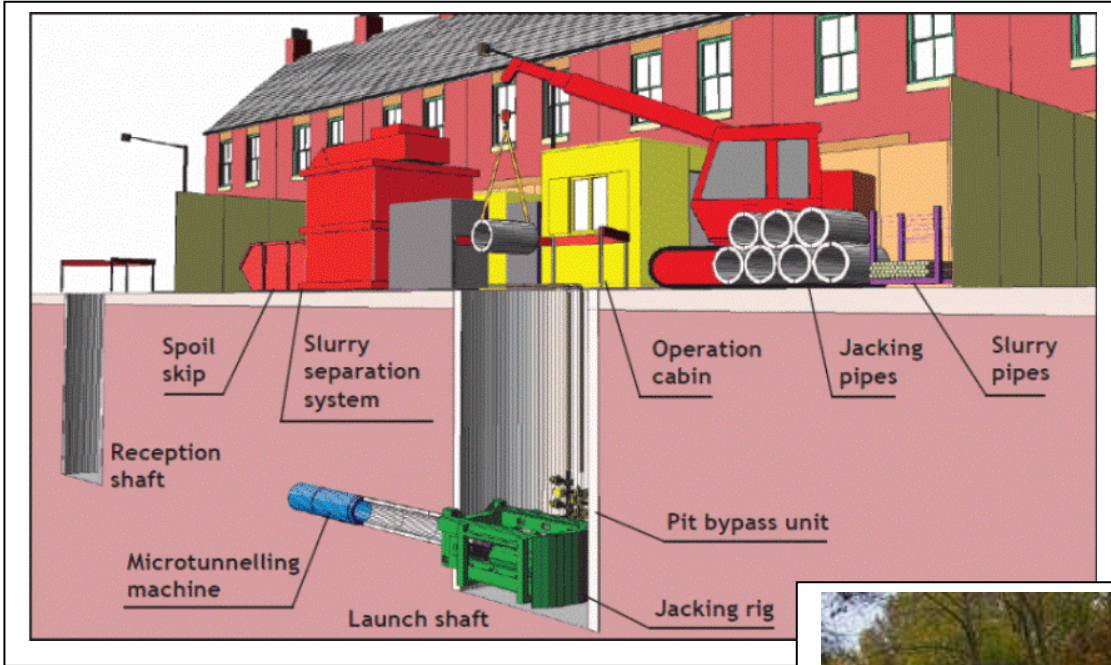 Spoil
skip
Slurry
separation
system
Operation
cabin
Jacking
pipes
Slurry
pipes
Reception
shaft
Pit bypass unit
Microtunnelling
machine
Launch shaft
Jacking rig